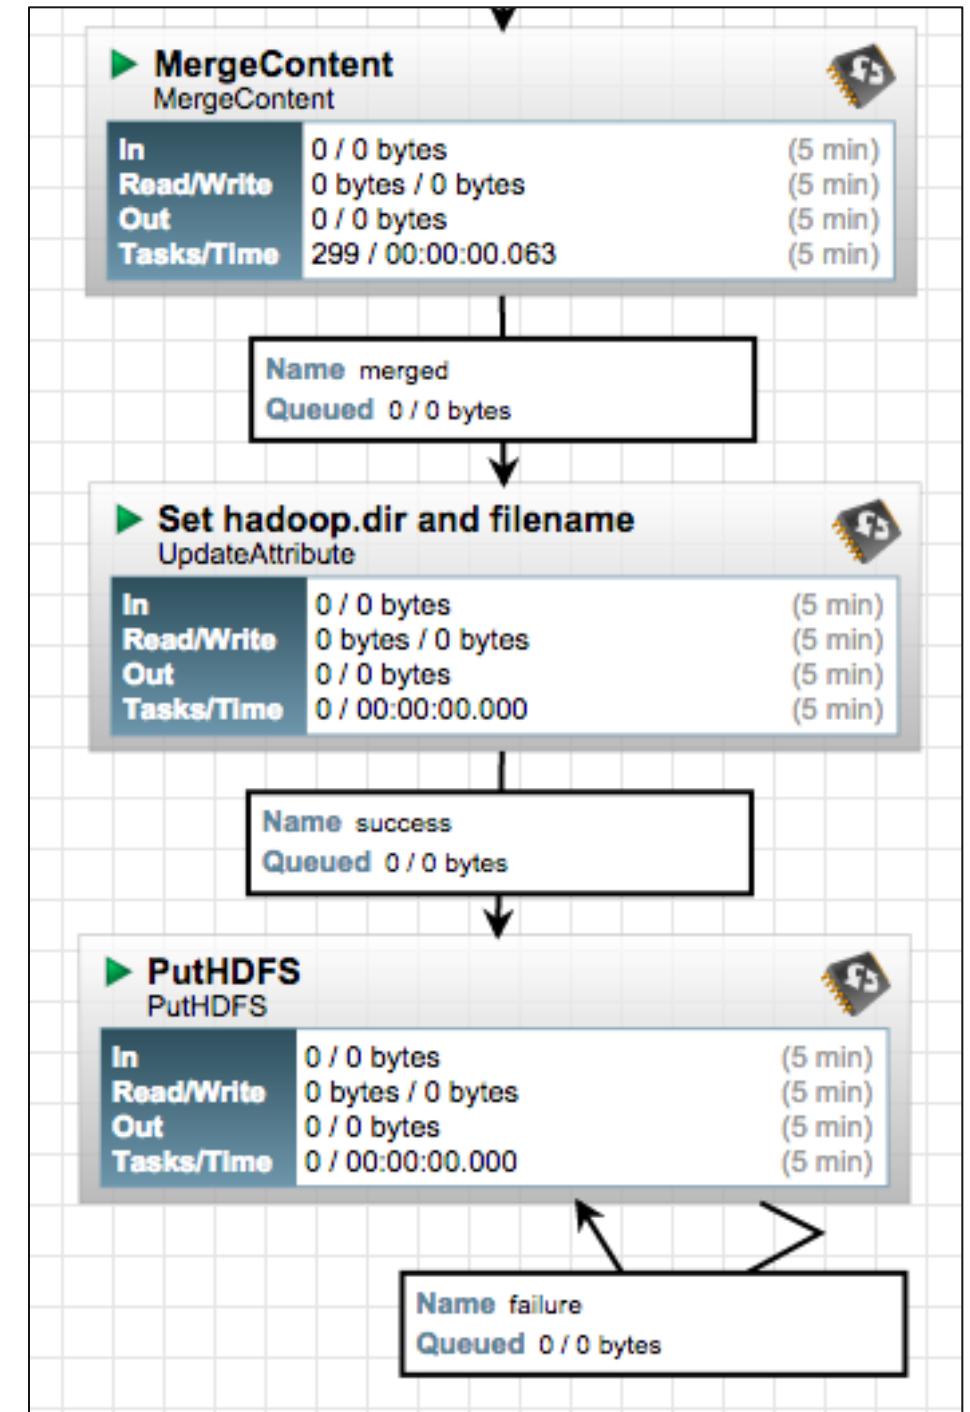 MergeContent
MergeContent
In 0 / 0 bytes (5 min)
Read/Write 0 bytes / 0 bytes (5 min)
Out 0 / 0 bytes (5 min)
Tasks/Time 299 / 00:00:00.063 (5 min)
Name merged
Queued 0 / 0 bytes
Set hadoop.dir and filename
UpdateAttribute
In 0 / 0 bytes (5 min)
Read/Write 0 bytes / 0 bytes (5 min)
Out 0 / 0 bytes (5 min)
Tasks/Time 0 / 00:00:00.000 (5 min)
Name success
Queued 0 / 0 bytes
PutHDFS
PutHDFS
In 0 / 0 bytes (5 min)
Read/Write 0 bytes / 0 bytes (5 min)
Out 0 / 0 bytes (5 min)
Tasks/Time 0 / 00:00:00.000 (5 min)
Name failure
Queued 0 / 0 bytes